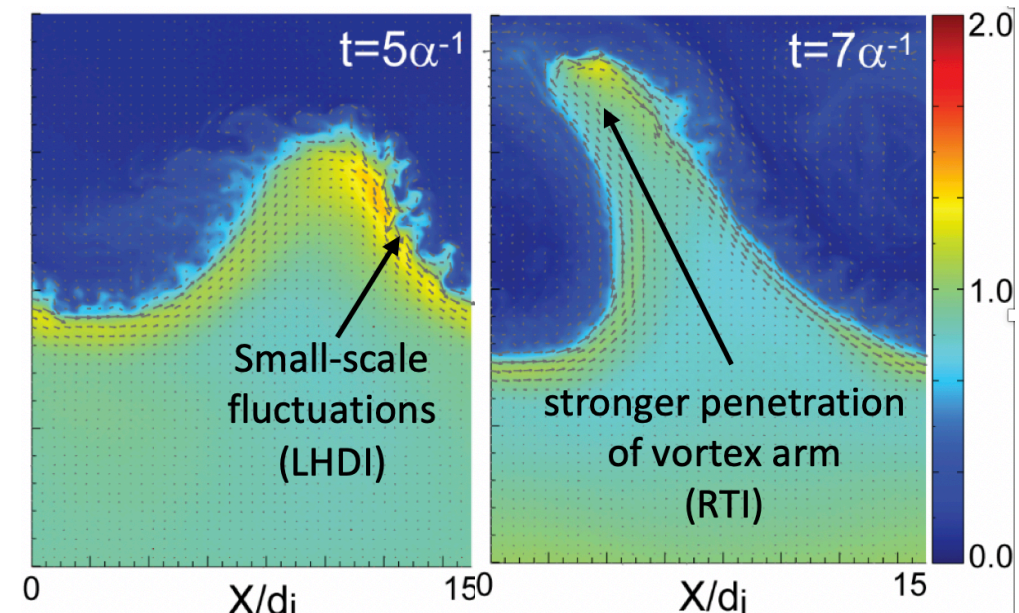 t=5α⁻¹
Small-scale
fluctuations
(LHDI)
0
15
X/di
t=7α⁻¹
stronger penetration
of vortex arm
(RTI)
0
15
X/di
2.0
1.0
0.0